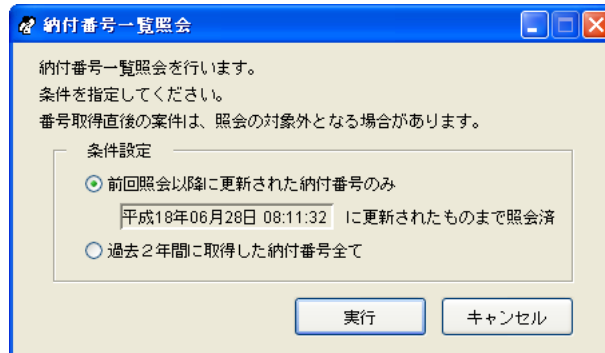 納付番号一覧照会
納付番号一覧照会を行います。
条件を指定してください。
番号取得直後の案件は、照会の対象外となる場合があります。
条件設定
前回照会以降に更新された納付番号のみ
平成18年06月28日 08:11:32 に更新されたものまで照会済
過去２年間に取得した納付番号全て
実行 キャンセル